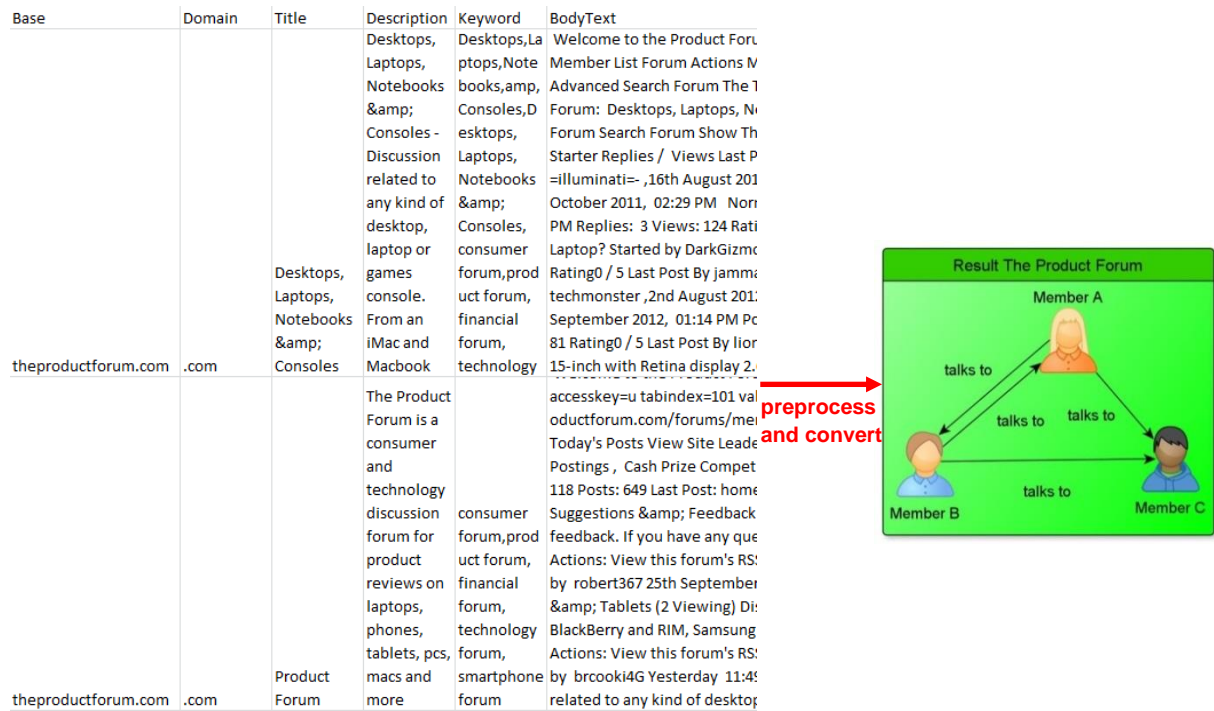 Base Domain Title Description Keyword BodyText
Desktops, Desktops,La Welcome to the Product Foru
Laptops, ptops,Note Member List Forum Actions M
Notebooks books,amp, Advanced Search Forum The T
&amp; Consoles,D Forum: Desktops, Laptops, No
Consoles - esktops, Forum Search Forum Show Th
Discussion Laptops, Starter Replies / Views Last P
related to Notebooks =illuminati=- ,16th August 201
any kind of &amp; October 2011, 02:29 PM Norr
desktop, Consoles, PM Replies: 3 Views: 124 Rati
laptop or consumer Laptop? Started by DarkGizmo
Desktops, games forum,prod Rating0 / 5 Last Post By jamma
Laptops, console. uct forum, techmonster ,2nd August 201
Notebooks From an financial September 2012, 01:14 PM Po
&amp; iMac and forum, 81 Rating0 / 5 Last Post By lior
theproductforum.com .com Consoles Macbook technology 15-inch with Retina display 2.
The Product accesskey=u tabindex=101 val
Forum is a oductforum.com/forums/me
consumer Today's Posts View Site Leade
and Postings , Cash Prize Compet
technology 118 Posts: 649 Last Post: home
discussion consumer Suggestions &amp; Feedback
forum for forum,prod feedback. If you have any que
product uct forum, Actions: View this forum's RS
reviews on financial by robert367 25th September
laptops, forum, &amp; Tablets (2 Viewing) Di
phones, technology BlackBerry and RIM, Samsung
tablets, pcs, forum, Actions: View this forum's RS
Product macs and smartphone by brcooki4G Yesterday 11:49
theproductforum.com .com Forum more forum related to any kind of desktop
preprocess
and convert
Result The Product Forum
Member A
talks to
talks to
talks to
talks to
Member B
Member C